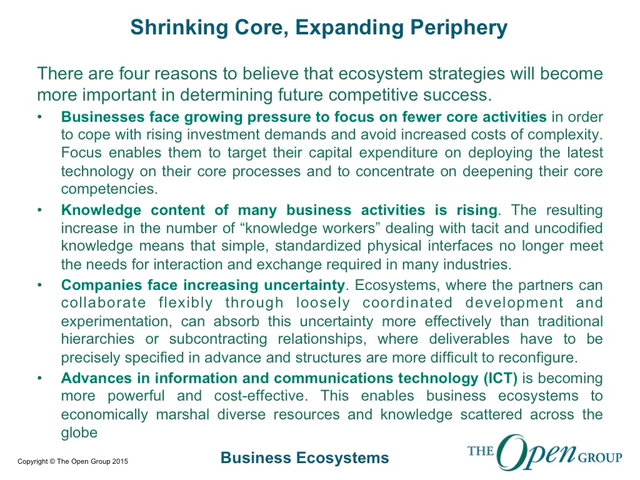 Shrinking Core, Expanding Periphery
There are four reasons to believe that ecosystem strategies will become
more important in determining future competitive success.
• Businesses face growing pressure to focus on fewer core activities in order
to cope with rising investment demands and avoid increased costs of complexity.
Focus enables them to target their capital expenditure on deploying the latest
technology on their core processes and to concentrate on deepening their core
competencies.
• Knowledge content of many business activities is rising. The resulting
increase in the number of “knowledge workers” dealing with tacit and uncodified
knowledge means that simple, standardized physical interfaces no longer meet
the needs for interaction and exchange required in many industries.
• Companies face increasing uncertainty. Ecosystems, where the partners can
collaborate flexibly through loosely coordinated development and
experimentation, can absorb this uncertainty more effectively than traditional
hierarchies or subcontracting relationships, where deliverables have to be
precisely specified in advance and structures are more difficult to reconfigure.
• Advances in information and communications technology (ICT) is becoming
more powerful and cost-effective. This enables business ecosystems to
economically marshal diverse resources and knowledge scattered across the
globe
Copyright © The Open Group 2015
Business Ecosystems
THE Open GROUP